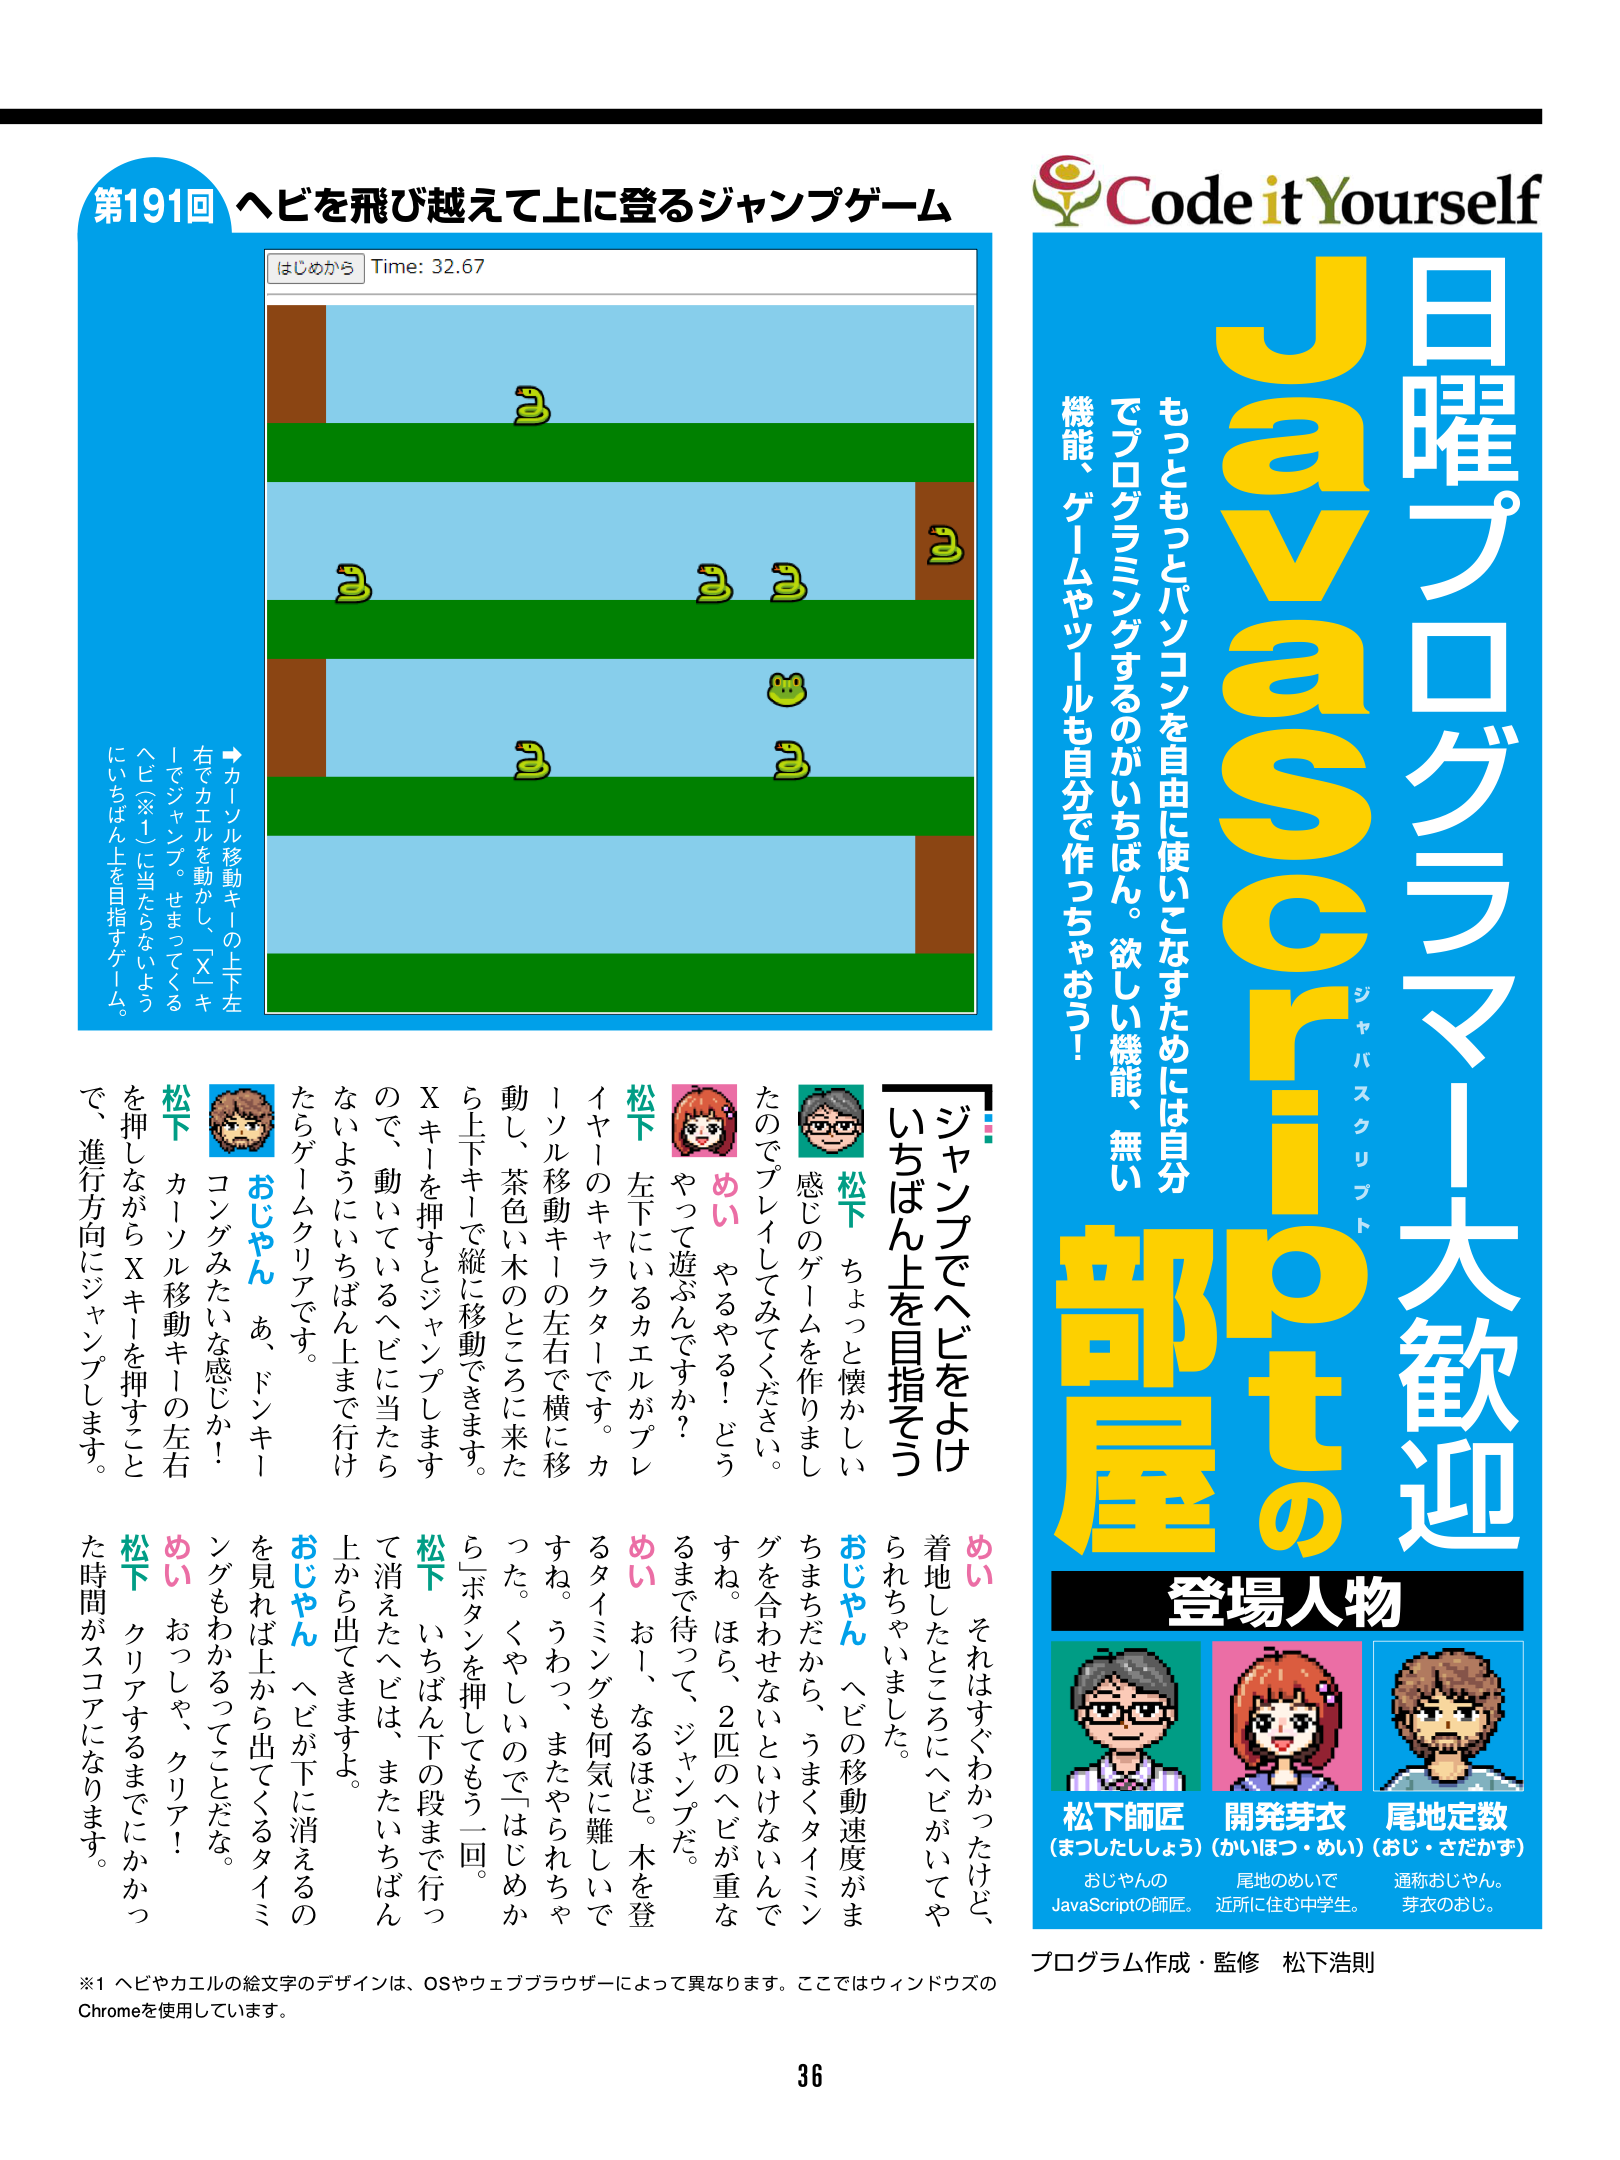 Code it Yourself
日曜プログラマー大歓迎
JavaScriptの
ジャバスクリプト
部屋
もっともっとパソコンを自由に使いこなすためには自分
でプログラミングするのがいちばん。欲しい機能、無い
機能、ゲームやツールも自分で作っちゃおう！
登場人物
松下師匠
（まつしたししょう）
おじやんの
JavaScriptの師匠。
開発芽衣
（かいほつ・めい）
尾地のめいで
近所に住む中学生。
尾地定数
（おじ・さだかず）
通称おじやん。
芽衣のおじ。
プログラム作成・監修　松下浩則
第191回
ヘビを飛び越えて上に登るジャンプゲーム
はじめから Time: 32.67
➡カーソル移動キーの上下左
右でカエルを動かし、「X」キ
ーでジャンプ。せまってくる
ヘビ（※1）に当たらないよう
にいちばん上を目指すゲーム。
ジャンプでヘビをよけ
いちばん上を目指そう
松下　ちょっと懐かしい
感じのゲームを作りまし
たのでプレイしてみてください。
めい　やるやる！どう
やって遊ぶんですか？
松下　左下にいるカエルがプレ
イヤーのキャラクターです。カ
ーソル移動キーの左右で横に移
動し、茶色い木のところに来た
ら上下キーで縦に移動できます。
Xキーを押すとジャンプします
ので、動いているヘビに当たら
ないようにいちばん上まで行け
たらゲームクリアです。
おじやん　あ、ドンキー
コングみたいな感じか！
松下　カーソル移動キーの左右
を押しながらXキーを押すこと
で、進行方向にジャンプします。
めい　それはすぐわかったけど、
着地したところにヘビがいてや
られちゃいました。
おじやん　ヘビの移動速度がま
ちまちだから、うまくタイミン
グを合わせないといけないんで
すね。ほら、2匹のヘビが重な
るまで待って、ジャンプだ。
めい　おー、なるほど。木を登
るタイミングも何気に難しいで
すね。うわっ、またやられちゃ
った。くやしいので「はじめか
ら」ボタンを押してもう一回。
松下　いちばん下の段まで行っ
て消えたヘビは、またいちばん
上から出てきますよ。
おじやん　ヘビが下に消えるの
を見れば上から出てくるタイミ
ングもわかるってことだな。
めい　おっしゃ、クリア！
松下　クリアするまでにかかっ
た時間がスコアになります。
※1 ヘビやカエルの絵文字のデザインは、OSやウェブブラウザーによって異なります。ここではウィンドウズの
Chromeを使用しています。
36